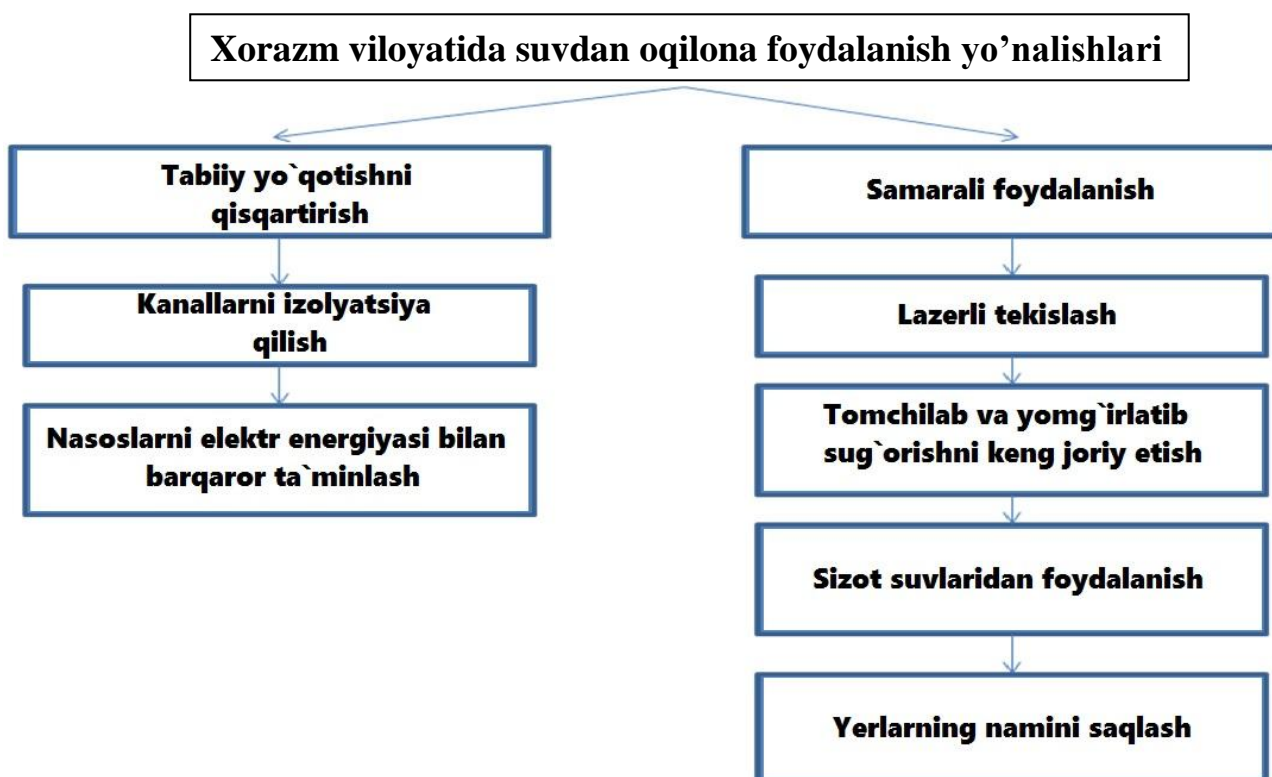 Xorazm viloyatida suvdan oqilona foydalanish yo’nalishlari
Tabiiy yo`qotishni
qisqartirish
Kanallarni izolyatsiya
qilish
Nasoslarni elektr energiyasi bilan
barqaror ta`minlash
Samarali foydalanish
Lazerli tekislash
Tomchilab va yomg`irlatib
sug`orishni keng joriy etish
Sizot suvlaridan foydalanish
Yerlarning namini saqlash